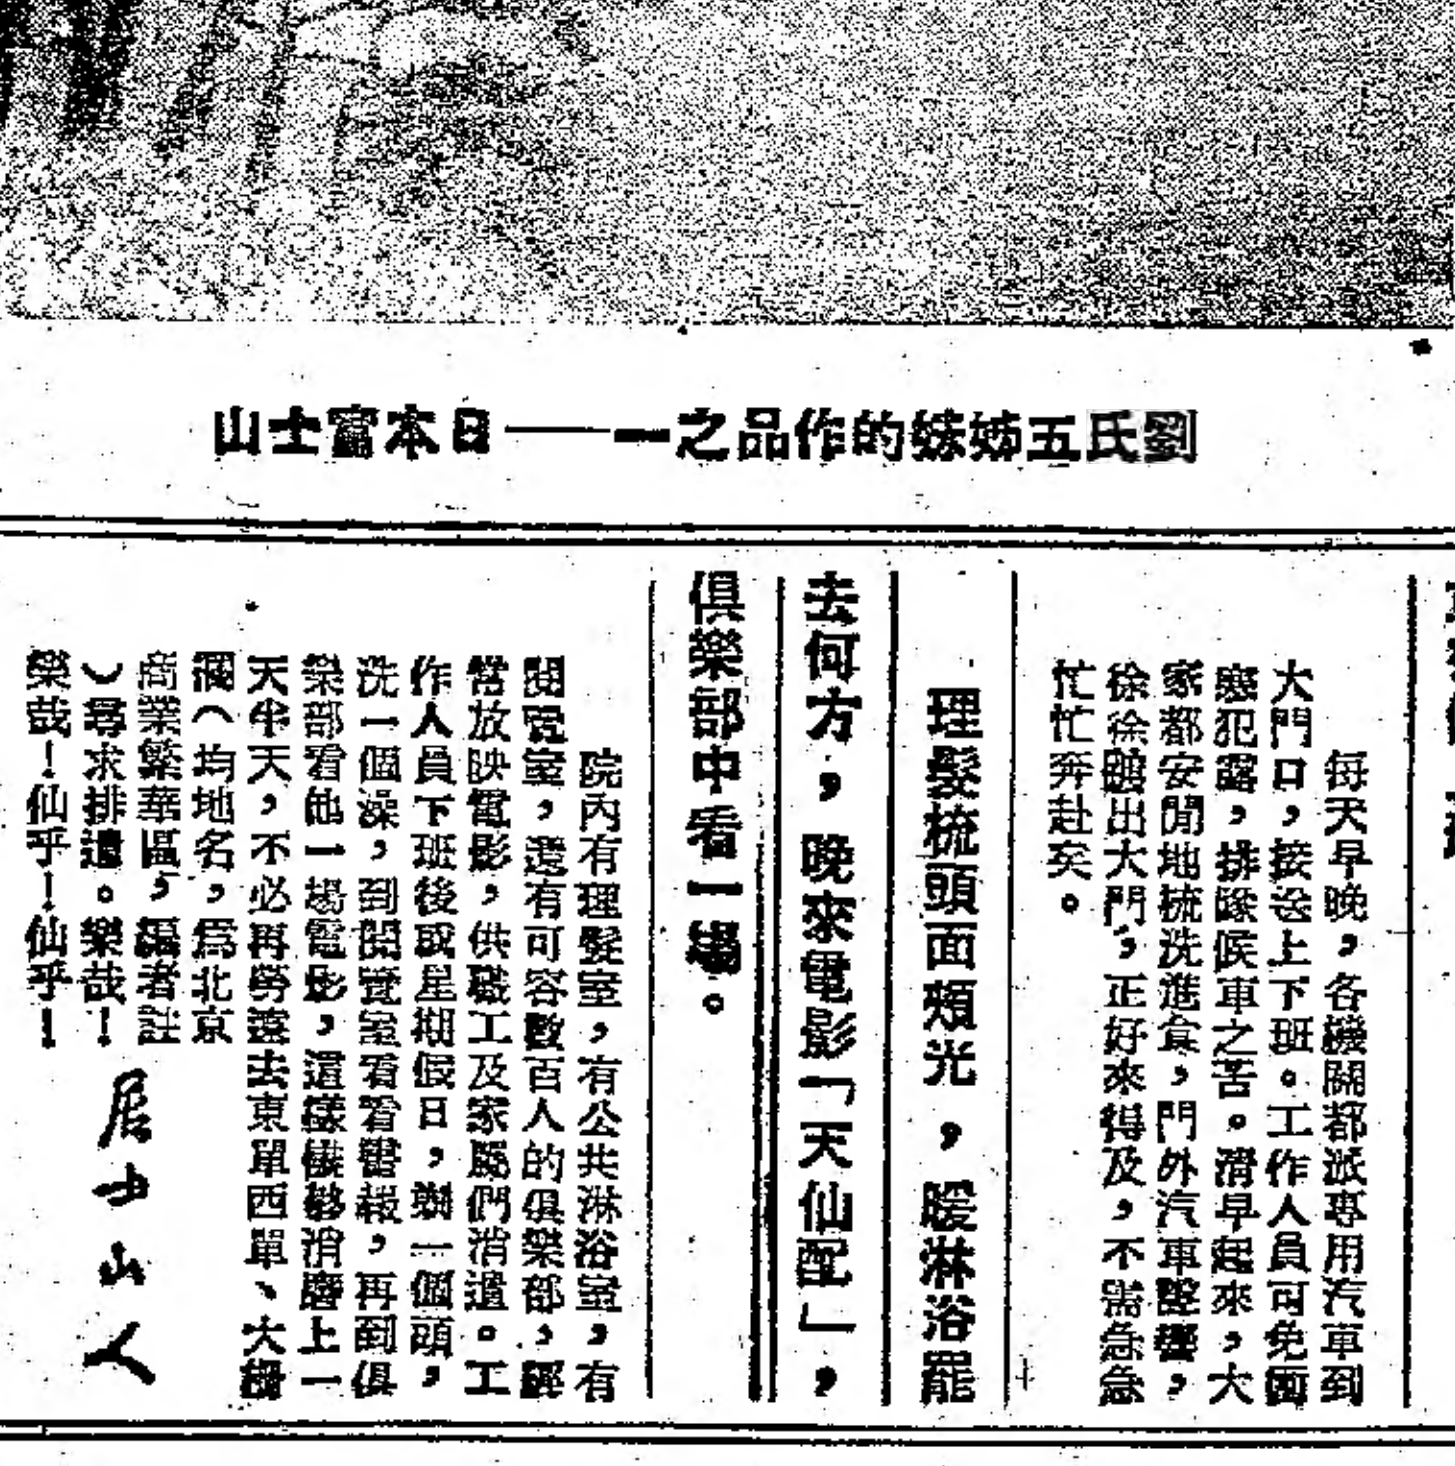 劉氏五姊妹的作品之一——日本富士山
每天早晚，各機關都派專用汽車到
大門口，接送上下班。工作人員可免衝
寒犯露，排隊候車之苦。清早起來，大
家都安閒地梳洗進食，門外汽車聲響，
徐徐踱出大門，正好來得及，不需急急
忙忙奔赴矣。
理髮梳頭面頰光，暖淋浴罷
去何方，晚來電影「天仙配」，
俱樂部中看一場。
院內有理髮室，有公共淋浴室，有
閱覽室，還有可容數百人的俱樂部，經
常放映電影，供職工及家屬們消遣。工
作人員下班後或星期假日，剃一個頭，
洗一個澡，到閱覽室看看書報，再到俱
樂部看他一場電影，這樣儘夠消磨上一
天半天，不必再勞遠去東單西單、大柵
欄（均地名，爲北京
商業繁華區，編者註
）尋求排遣。樂哉！
樂哉！仙乎！仙乎！
居士山人